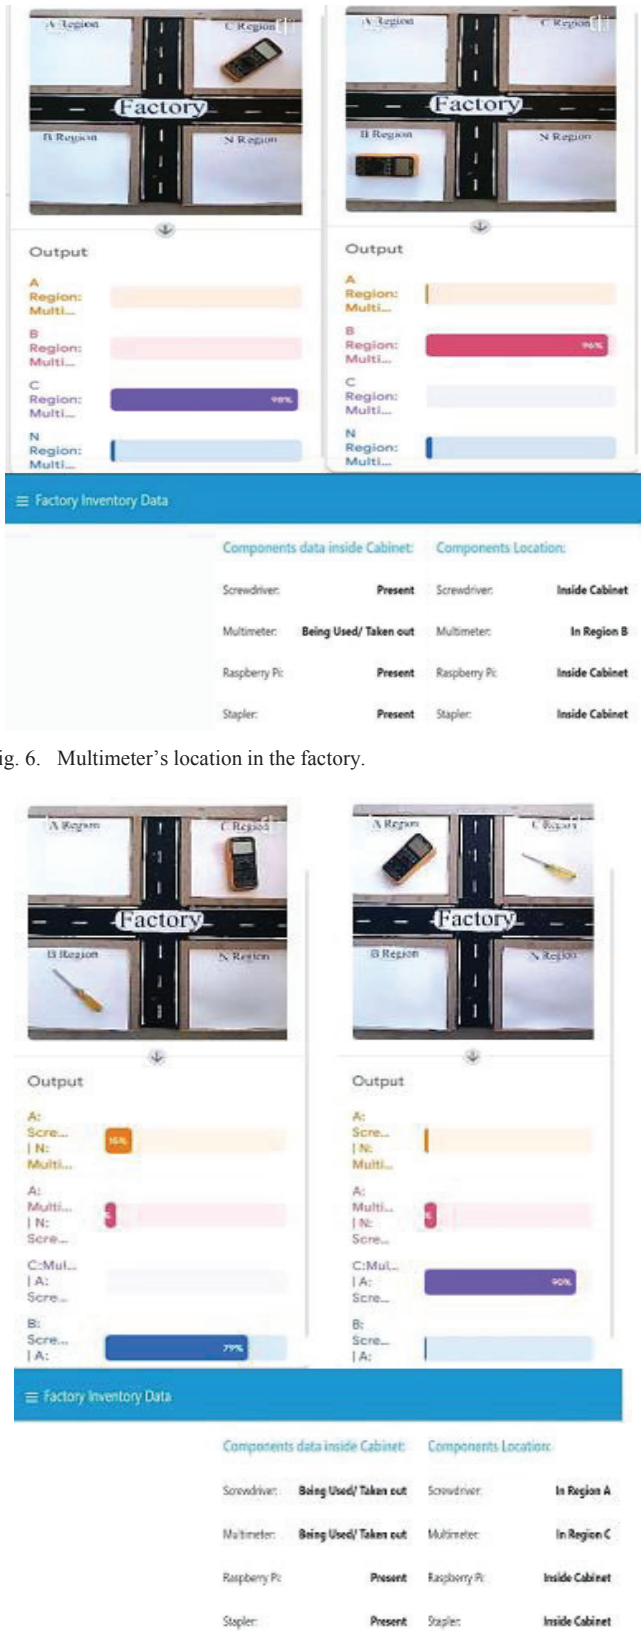 A Region
C Region
Factory
B Region
N Region
A Region
C Region
Factory
B Region
N Region
Output
A
Region:
Multi...
B
Region:
Multi...
C
Region:
Multi...
98%
N
Region:
Multi...
Output
A
Region:
Multi...
B
Region:
Multi...
96%
C
Region:
Multi...
N
Region:
Multi...
Factory Inventory Data
Components data inside Cabinet: Components Location:
Screwdriver: Present Screwdriver: Inside Cabinet
Multimeter: Being Used/ Taken out Multimeter: In Region B
Raspberry Pi: Present Raspberry Pi: Inside Cabinet
Stapler: Present Stapler: Inside Cabinet
ig. 6. Multimeter's location in the factory.
A Region
C Region
Factory
B Region
N Region
A Region
C Region
Factory
B Region
N Region
Output
A:
Scre...
| N:
Multi...
16%
A:
Multi...
| N:
Scre...
C:Mul...
| A:
Scre...
B:
Scre...
| A:
79%
Output
A:
Scre...
| N:
Multi...
A:
Multi...
| N:
Scre...
C:Mul...
| A:
Scre...
90%
B:
Scre...
| A:
Factory Inventory Data
Components data inside Cabinet: Components Location:
Screwdriver: Being Used/ Taken out Screwdriver: In Region A
Multimeter: Being Used/ Taken out Multimeter: In Region C
Raspberry Pi: Present Raspberry Pi: Inside Cabinet
Stapler: Present Stapler: Inside Cabinet